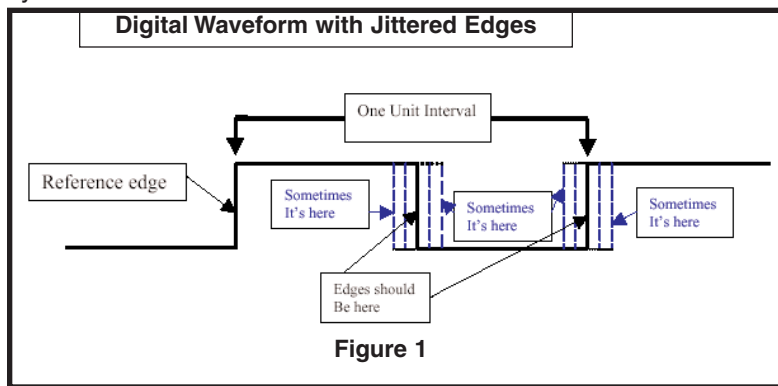 Digital Waveform with Jittered Edges
One Unit Interval
Reference edge
Sometimes
It's here
Sometimes
It's here
Sometimes
It's here
Edges should
Be here
Figure 1